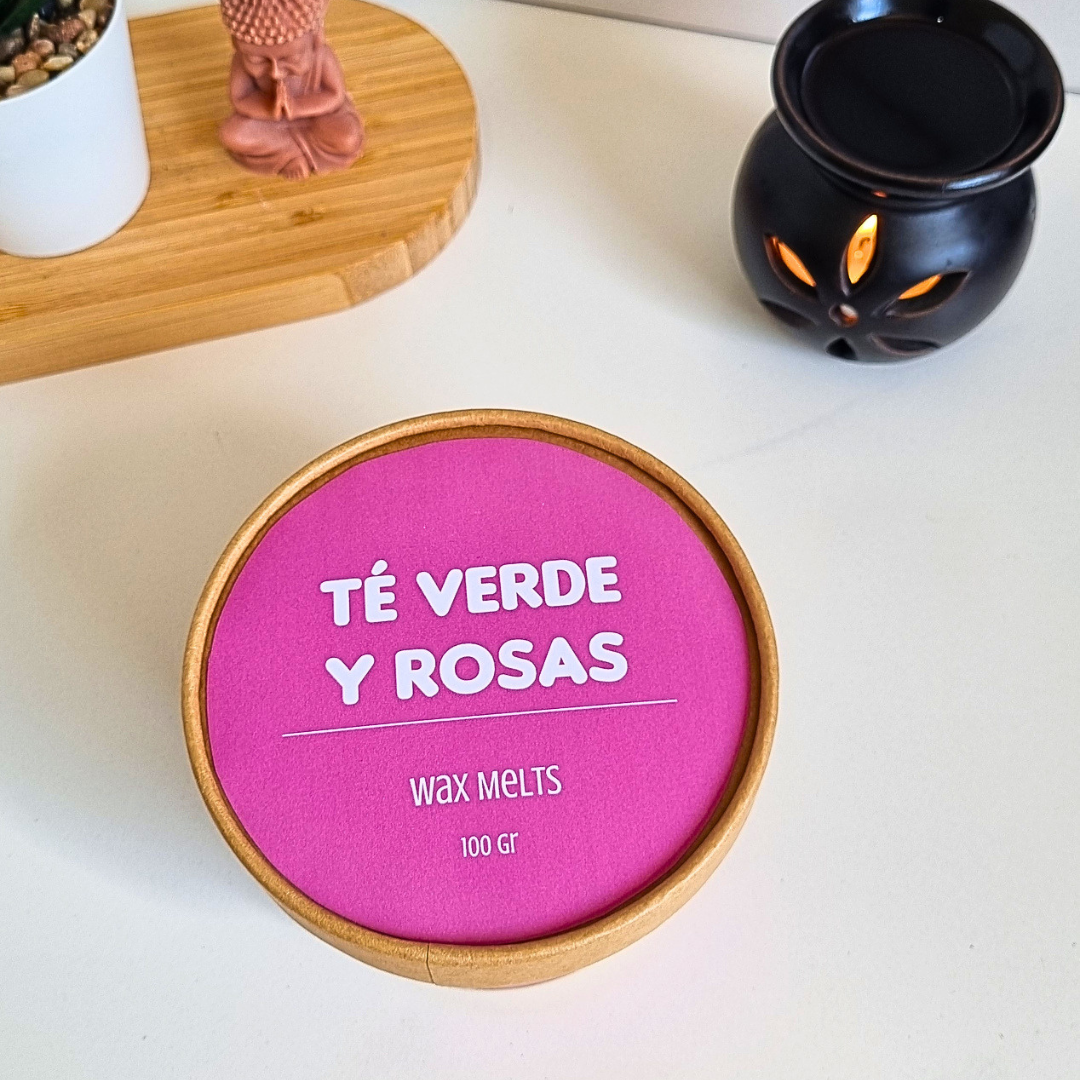 TÉ VERDE
Y ROSAS
Wax Melts
100 Gr